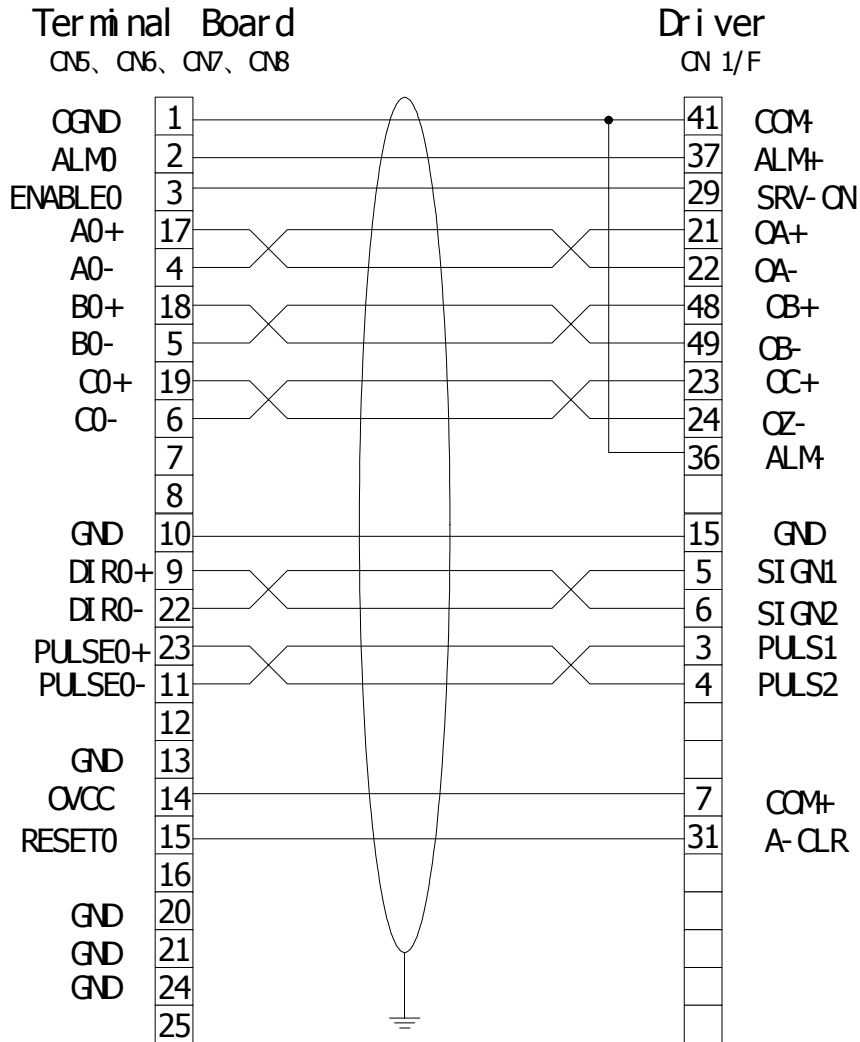 Terminal Board Driver
CN5、CN6、CN7、CN8 CN 1/F
OGND 1 41 COM-
ALM0 2 37 ALM+
ENABLE0 3 29 SRV-ON
A0+ 17 21 OA+
A0- 4 22 OA-
B0+ 18 48 OB+
B0- 5 49 OB-
C0+ 19 23 OC+
C0- 6 24 OZ-
7 36 ALM-
8
GND 10 15 GND
DIR0+ 9 5 SIGN1
DIR0- 22 6 SIGN2
PULSE0+ 23 3 PULS1
PULSE0- 11 4 PULS2
12
GND 13
OVCC 14 7 COM+
RESET0 15 31 A-CLR
16
GND 20
GND 21
GND 24
25